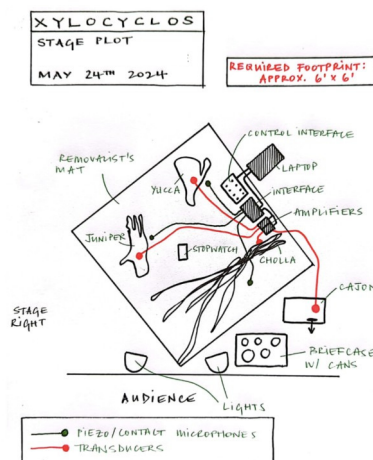 XYLOCYCLOS
STAGE PLOT
MAY 24TH 2024
REQUIRED FOOTPRINT:
APPROX. 6' x 6'
CONTROL INTERFACE
REMOVALIST'S
MAT
LAPTOP
YUCCA
INTERFACE
AMPLIFIERS
JUNIPER
STOPWATCH
CHOLLA
CAJON
STAGE
RIGHT
BRIEFCASE
W/ CANS
AUDIENCE
LIGHTS
PIEZO/CONTACT MICROPHONES
TRANSDUCERS